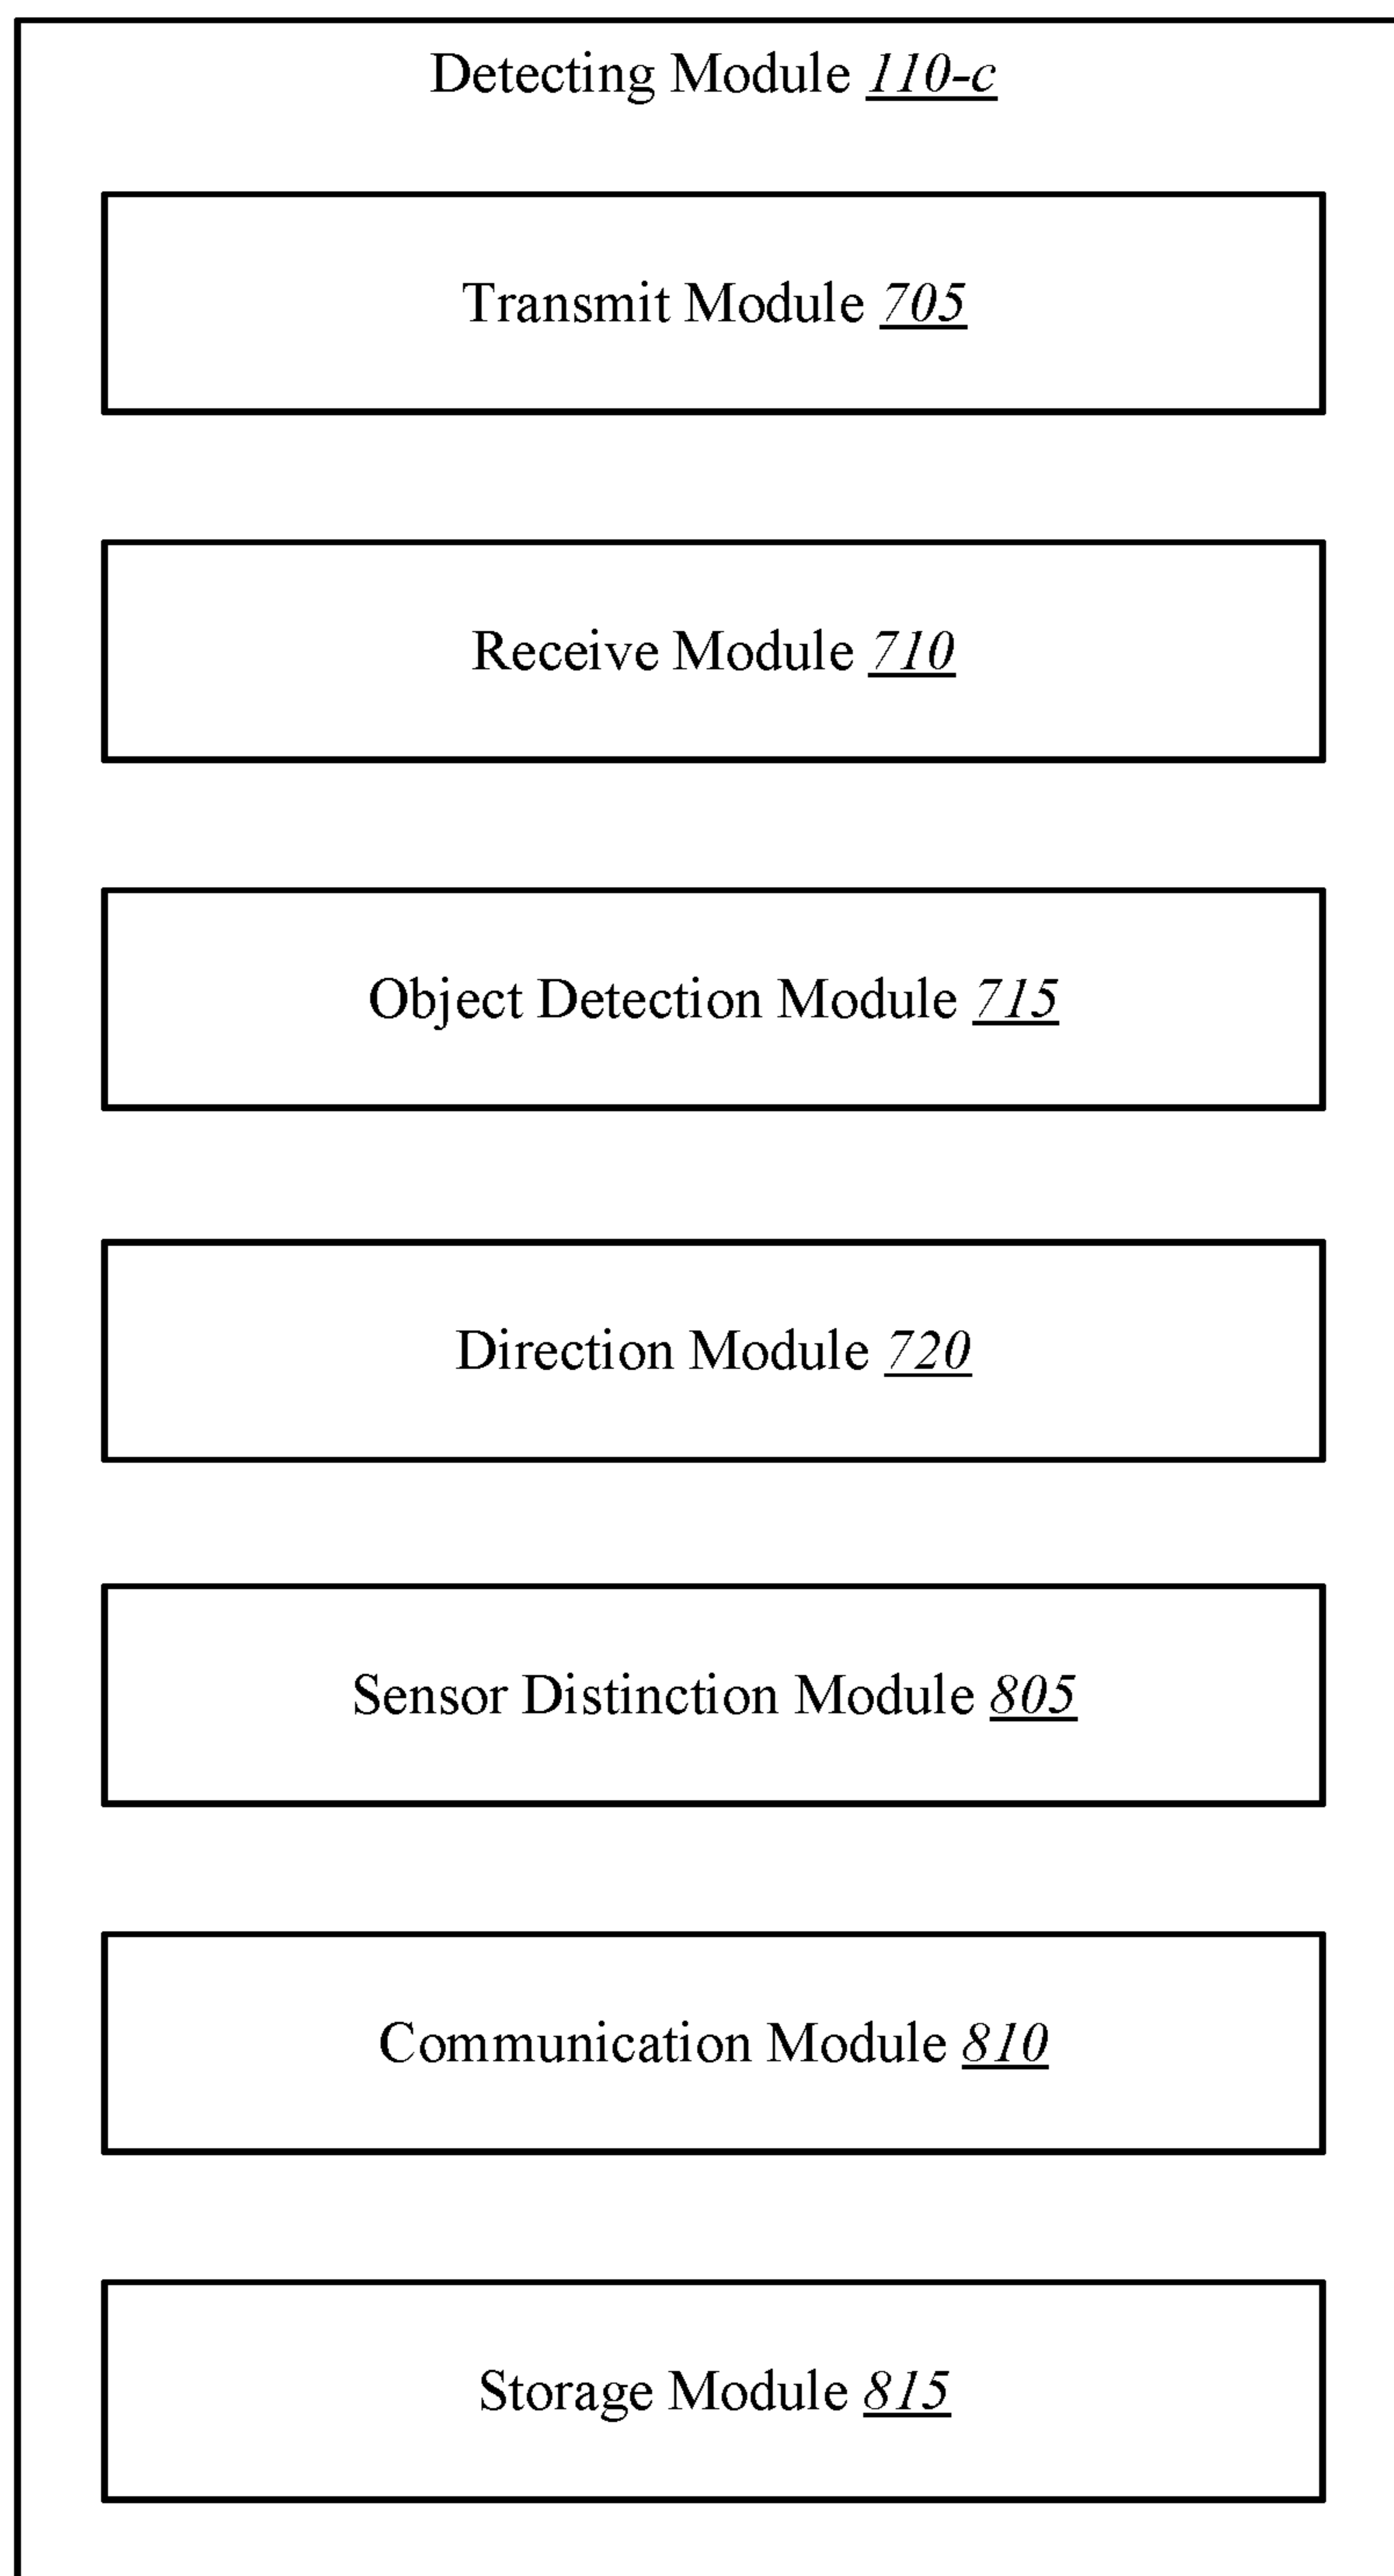 Detecting Module 110-c
Transmit Module 705
Receive Module 710
Object Detection Module 715
Direction Module 720
Sensor Distinction Module 805
Communication Module 810
Storage Module 815